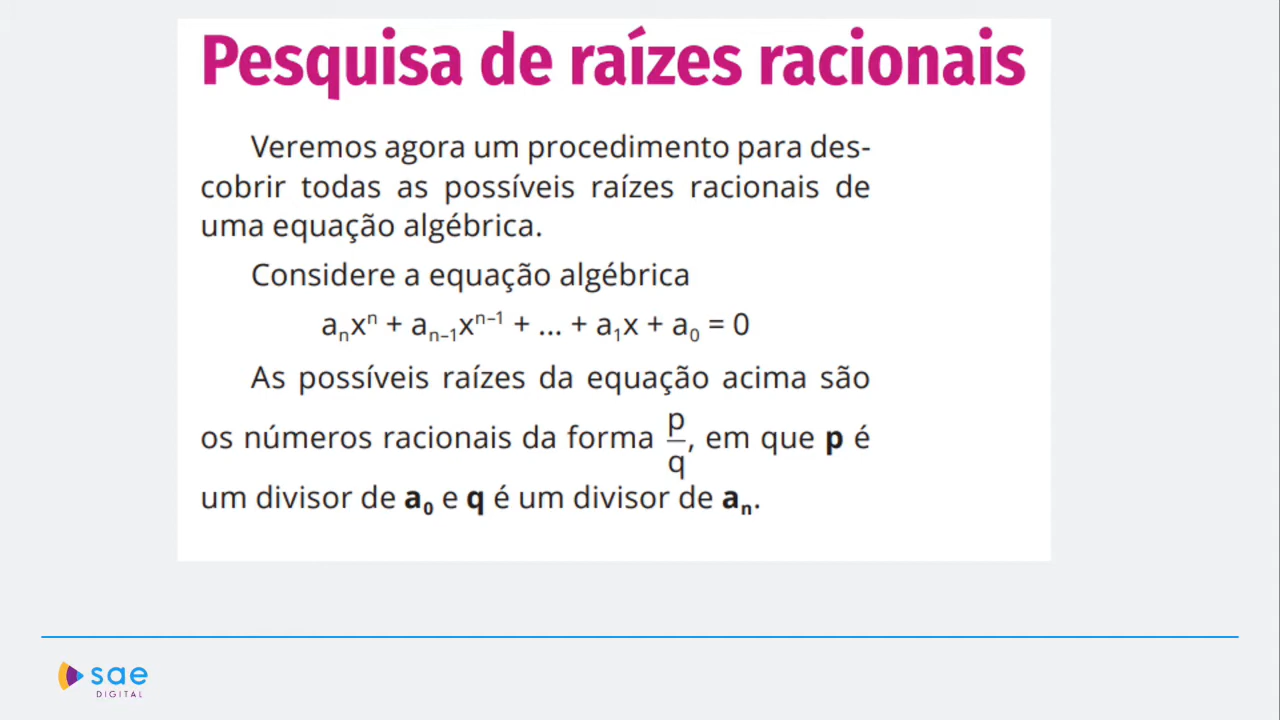 Pesquisa de raízes racionais
Veremos agora um procedimento para des-
cobrir todas as possíveis raízes racionais de
uma equação algébrica.
Considere a equação algébrica
aₙxⁿ + aₙ₋₁xⁿ⁻¹ + ... + a₁x + a₀ = 0
As possíveis raízes da equação acima são
os números racionais da forma p/q, em que p é
um divisor de a₀ e q é um divisor de aₙ.
sae
DIGITAL